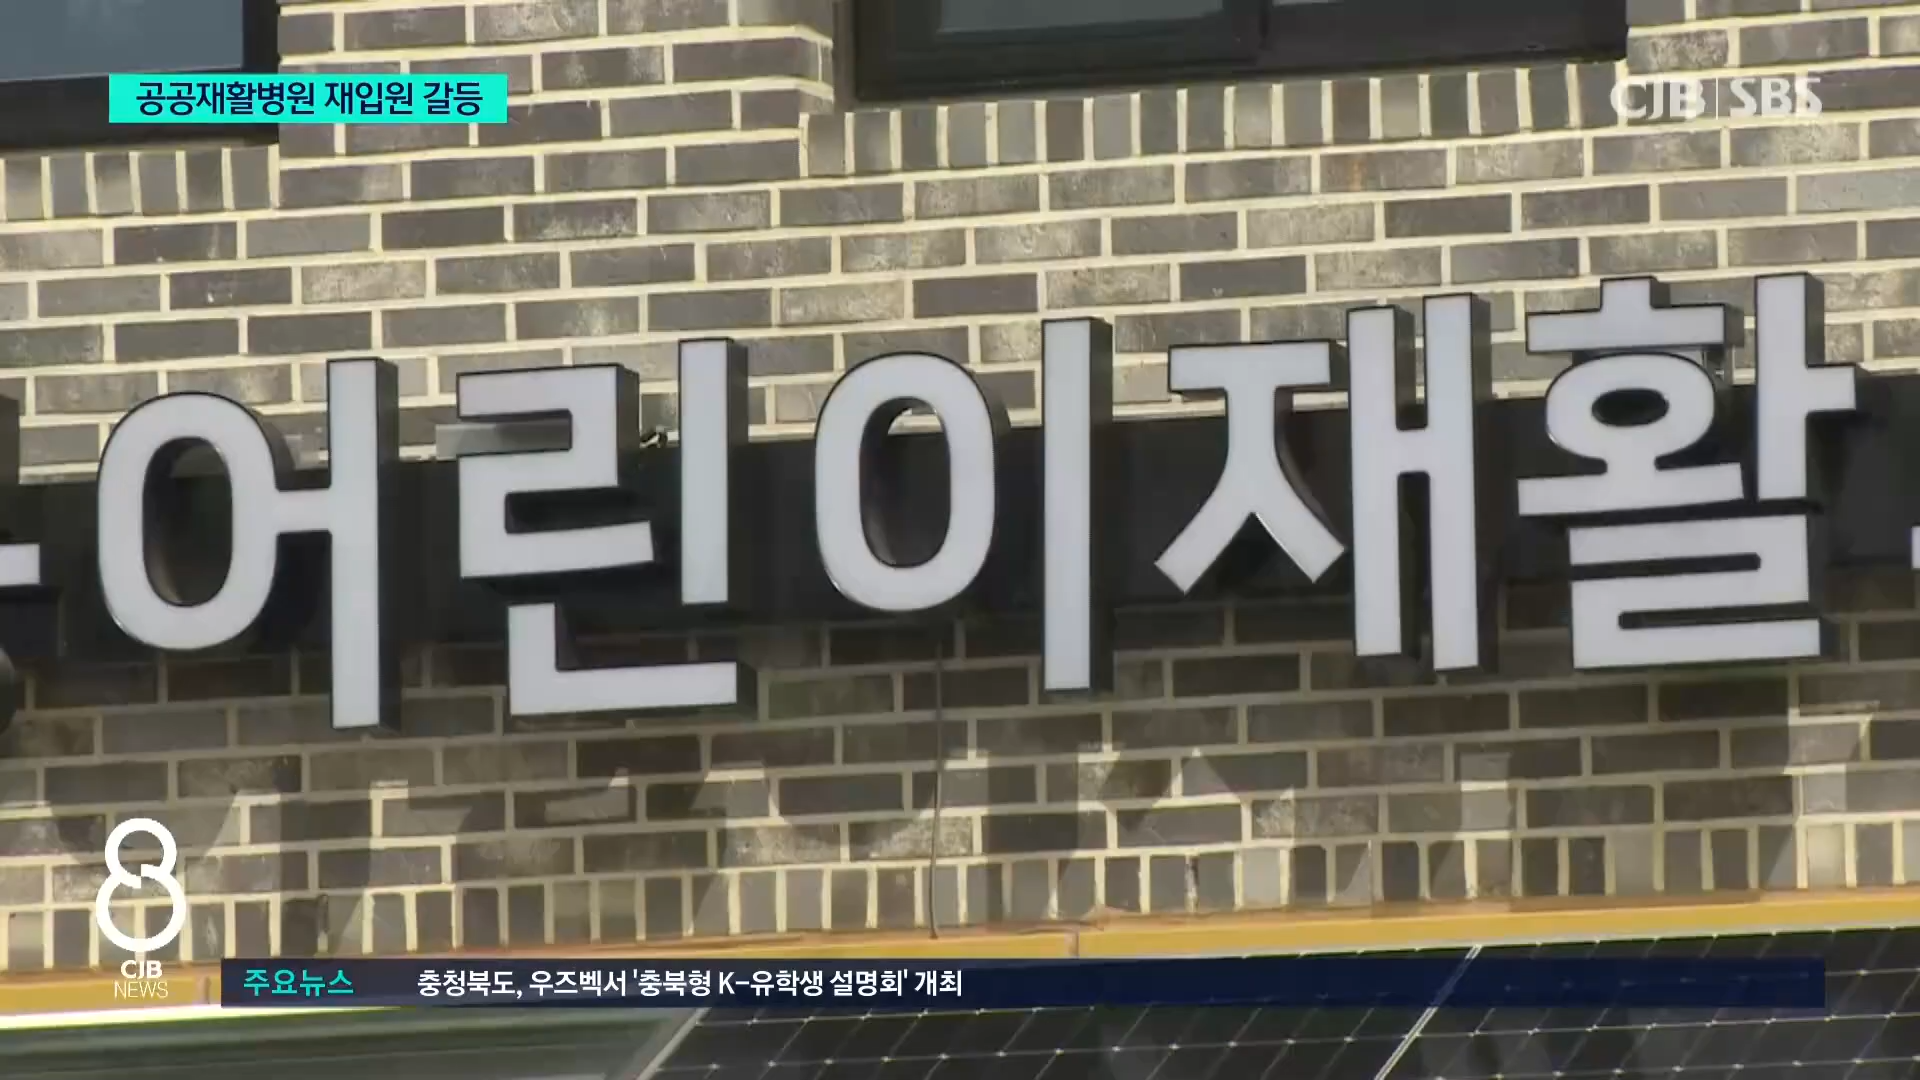 공공재활병원 재입원 갈등
CJB SBS
어린이재활
8
CJB
NEWS
주요뉴스 충청북도, 우즈벡서 '충북형 K-유학생 설명회' 개최